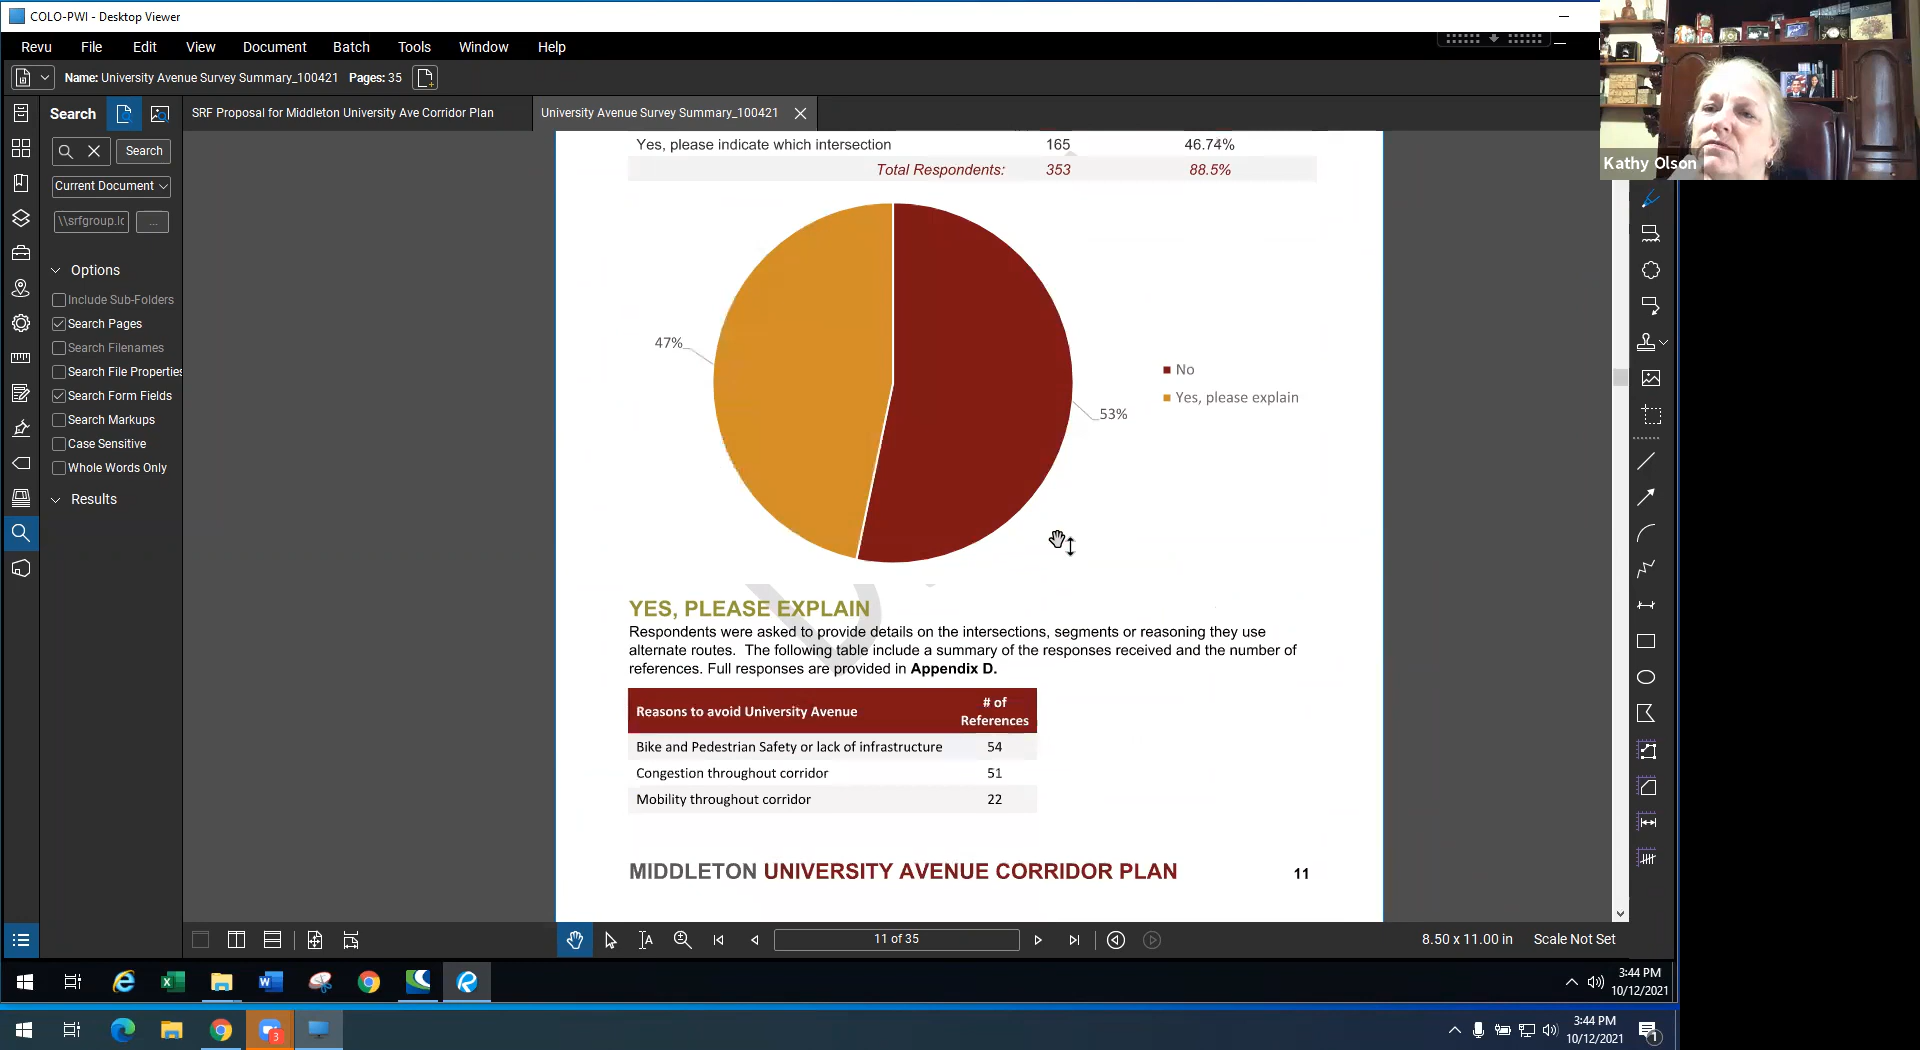 COLO-PWI - Desktop Viewer
Revu File Edit View Document Batch Tools Window Help
Name: University Avenue Survey Summary_100421 Pages: 35
Search
SRF Proposal for Middleton University Ave Corridor Plan
University Avenue Survey Summary_100421
Kathy Olson
Search
Current Document
\\srfgroup.lc
...
Options
Include Sub-Folders
Search Pages
Search Filenames
Search File Properties
Search Form Fields
Search Markups
Case Sensitive
Whole Words Only
Results
Yes, please indicate which intersection 165 46.74%
Total Respondents: 353 88.5%
47%
53%
No
Yes, please explain
YES, PLEASE EXPLAIN
Respondents were asked to provide details on the intersections, segments or reasoning they use
alternate routes. The following table include a summary of the responses received and the number of
references. Full responses are provided in Appendix D.
Reasons to avoid University Avenue # of
References
Bike and Pedestrian Safety or lack of infrastructure 54
Congestion throughout corridor 51
Mobility throughout corridor 22
MIDDLETON UNIVERSITY AVENUE CORRIDOR PLAN 11
11 of 35
8.50 x 11.00 in Scale Not Set
3:44 PM
10/12/2021
3
3:44 PM
10/12/2021
1